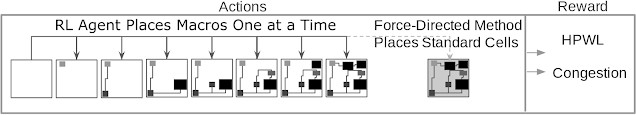 Actions
Reward
RL Agent Places Macros One at a Time
Force-Directed Method
Places Standard Cells
HPWL
Congestion